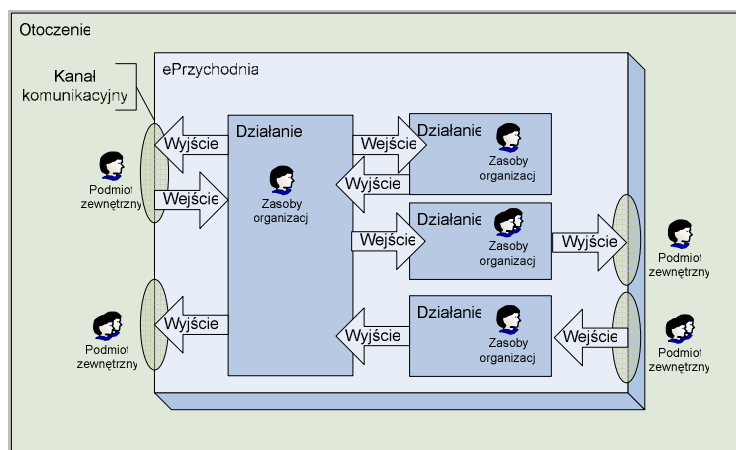 Otoczenie
ePrzychodnia
Kanał
komunikacyjny
Działanie
Zasoby
organizacj
Działanie
Zasoby
organizacj
Działanie
Zasoby
organizacj
Działanie
Zasoby
organizacj
Wyjście
Wejście
Wyjście
Wejście
Wyjście
Wejście
Wyjście
Wyjście
Wejście
Podmiot
zewnętrzny
Podmiot
zewnętrzny
Podmiot
zewnętrzny
Podmiot
zewnętrzny